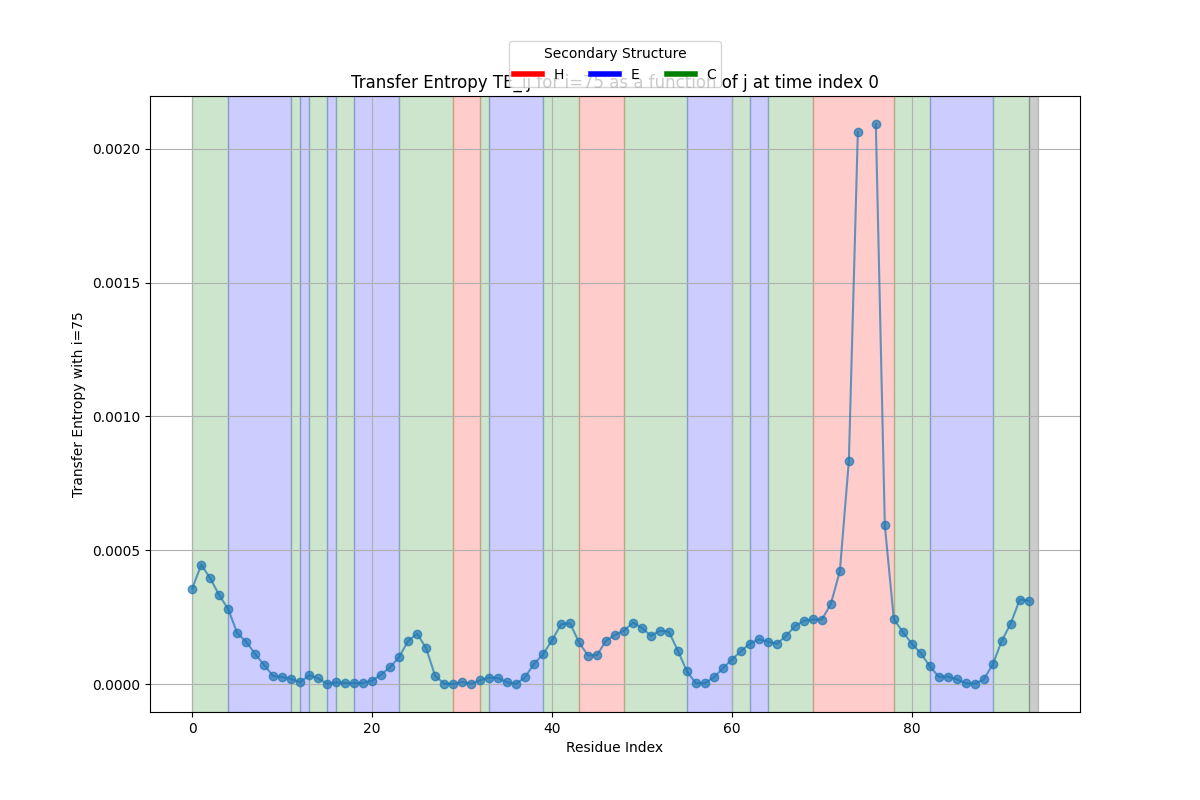 Secondary Structure
H E C
Transfer Entropy TE_ij for i=75 as a function of j at time index 0
Transfer Entropy with i=75
0.0020
0.0015
0.0010
0.0005
0.0000
0 20 40 60 80
Residue Index